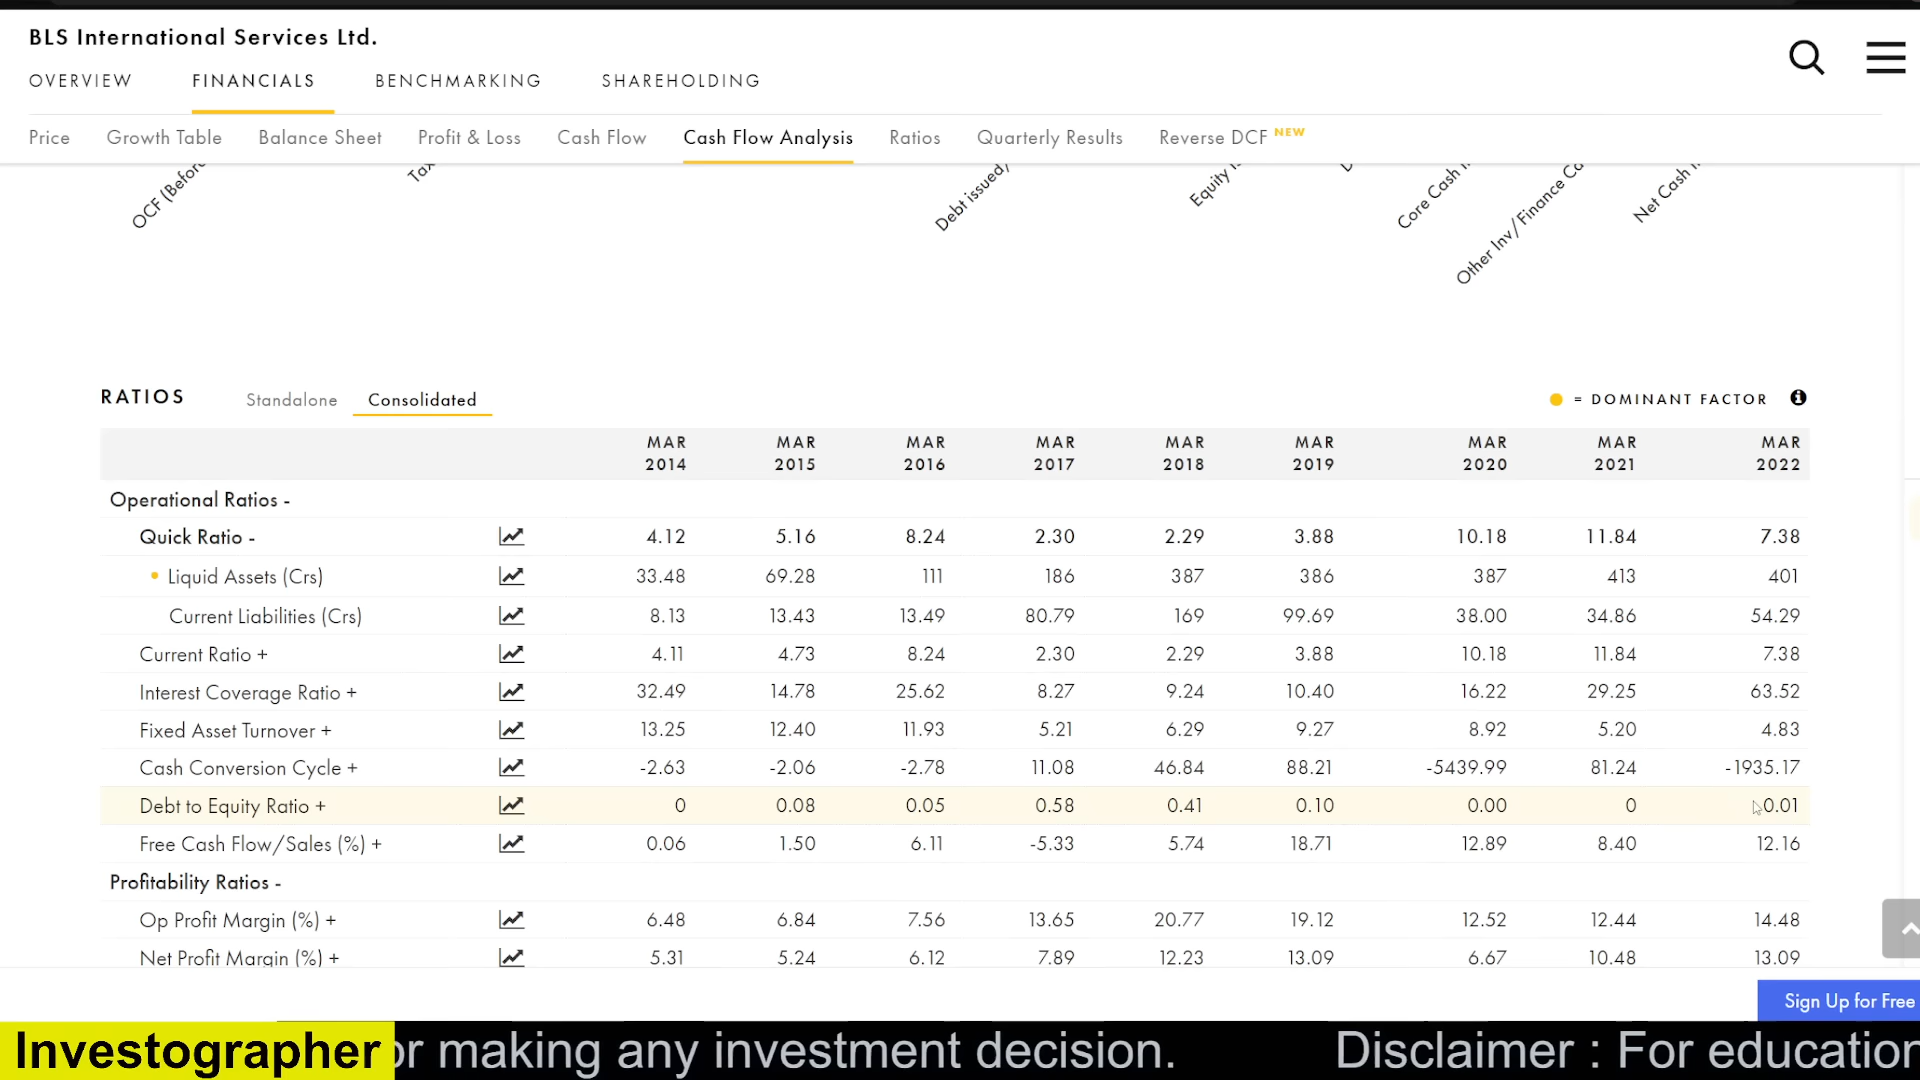 BLS International Services Ltd.
OVERVIEW FINANCIALS BENCHMARKING SHAREHOLDING
Price Growth Table Balance Sheet Profit & Loss Cash Flow Cash Flow Analysis Ratios Quarterly Results Reverse DCF NEW
OCF (Before Tax Debt issued/ Equity Core Cash Other Inv/Finance Ca Net Cash
RATIOS Standalone Consolidated = DOMINANT FACTOR
MAR 2014 MAR 2015 MAR 2016 MAR 2017 MAR 2018 MAR 2019 MAR 2020 MAR 2021 MAR 2022
Operational Ratios -
Quick Ratio - 4.12 5.16 8.24 2.30 2.29 3.88 10.18 11.84 7.38
Liquid Assets (Crs) 33.48 69.28 111 186 387 386 387 413 401
Current Liabilities (Crs) 8.13 13.43 13.49 80.79 169 99.69 38.00 34.86 54.29
Current Ratio + 4.11 4.73 8.24 2.30 2.29 3.88 10.18 11.84 7.38
Interest Coverage Ratio + 32.49 14.78 25.62 8.27 9.24 10.40 16.22 29.25 63.52
Fixed Asset Turnover + 13.25 12.40 11.93 5.21 6.29 9.27 8.92 5.20 4.83
Cash Conversion Cycle + -2.63 -2.06 -2.78 11.08 46.84 88.21 -5439.99 81.24 -1935.17
Debt to Equity Ratio + 0 0.08 0.05 0.58 0.41 0.10 0.00 0 0.01
Free Cash Flow/Sales (%) + 0.06 1.50 6.11 -5.33 5.74 18.71 12.89 8.40 12.16
Profitability Ratios -
Op Profit Margin (%) + 6.48 6.84 7.56 13.65 20.77 19.12 12.52 12.44 14.48
Net Profit Margin (%) + 5.31 5.24 6.12 7.89 12.23 13.09 6.67 10.48 13.09
Sign Up for Free
Investographer or making any investment decision. Disclaimer : For education